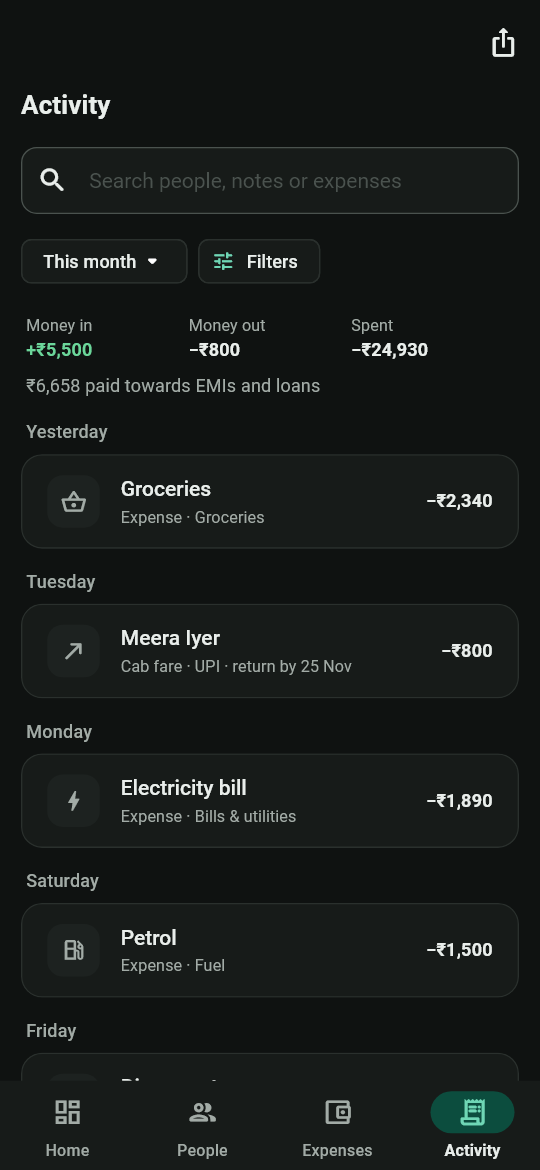 Activity
Search people, notes or expenses
This month
Filters
Money in Money out Spent
+₹5,500 −₹800 −₹24,930
₹6,658 paid towards EMIs and loans
Yesterday
Groceries
Expense · Groceries
−₹2,340
Tuesday
Meera Iyer
Cab fare · UPI · return by 25 Nov
−₹800
Monday
Electricity bill
Expense · Bills & utilities
−₹1,890
Saturday
Petrol
Expense · Fuel
−₹1,500
Friday
Home People Expenses Activity